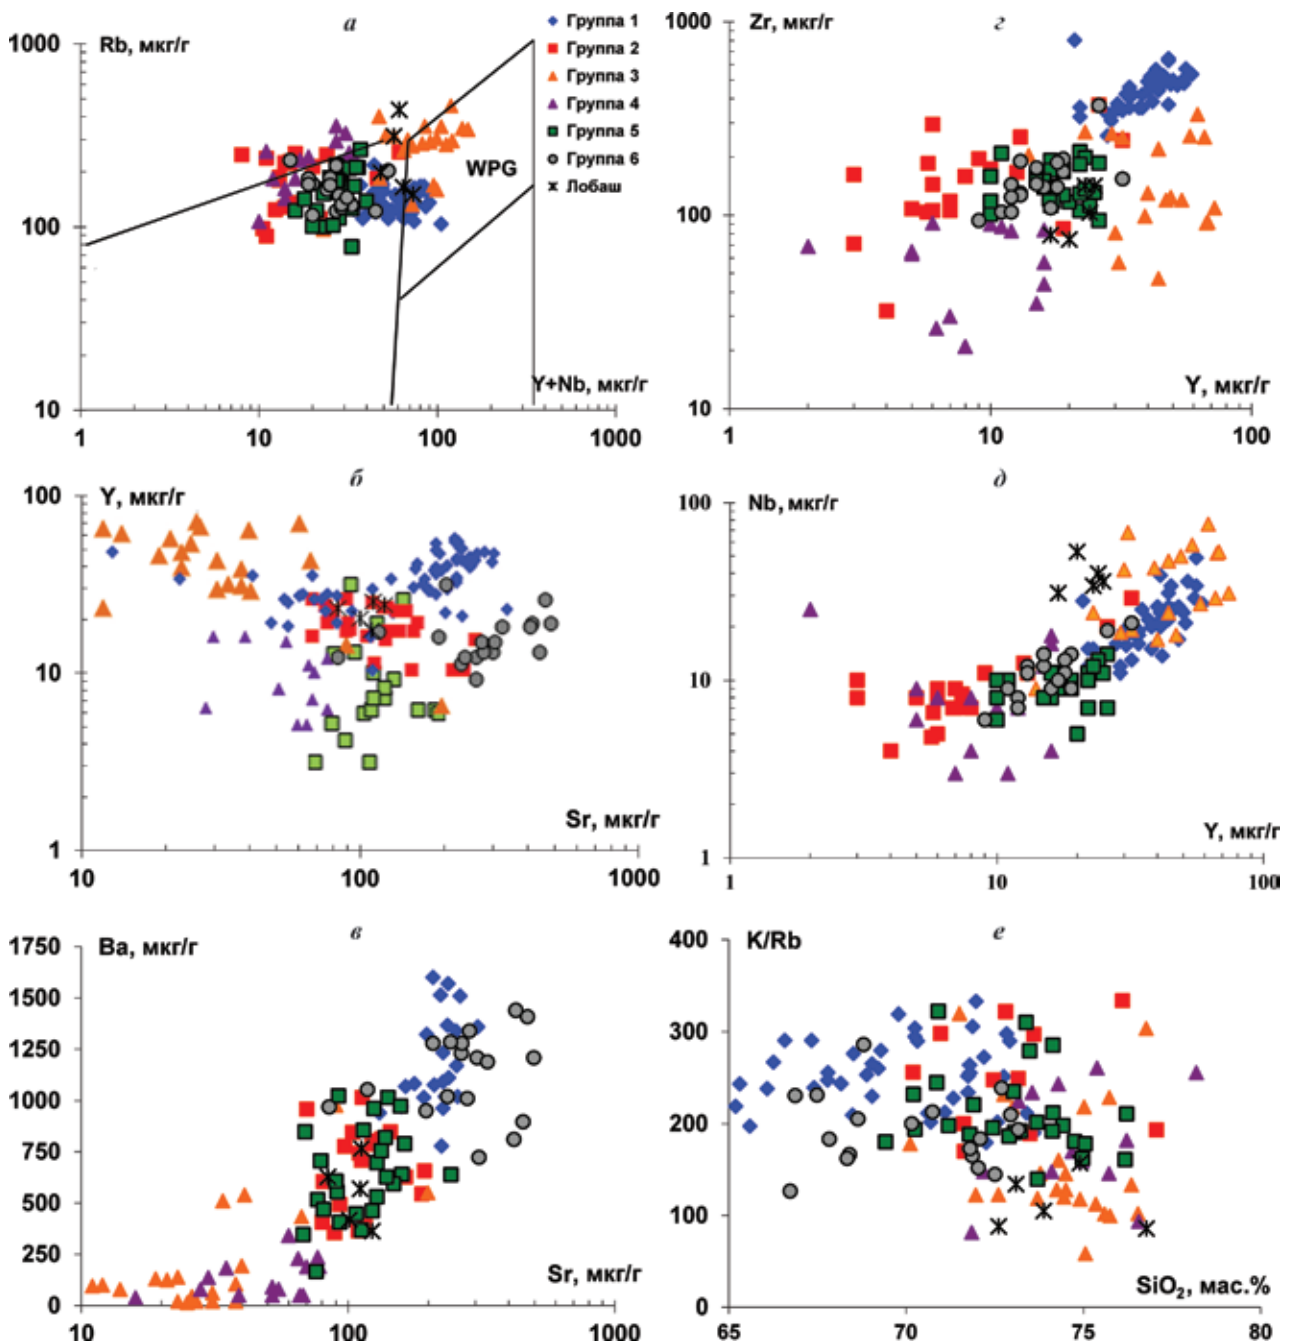 а
Rb, мкг/г
1000
100
10
1
10
100
1000
Y+Nb, мкг/г
WPG
Группа 1
Группа 2
Группа 3
Группа 4
Группа 5
Группа 6
Лобаш
г
Zr, мкг/г
1000
100
10
1
10
100
Y, мкг/г
б
Y, мкг/г
100
10
1
10
100
1000
Sr, мкг/г
д
Nb, мкг/г
100
10
1
1
10
100
Y, мкг/г
в
Ba, мкг/г
1750
1500
1250
1000
750
500
250
0
10
100
1000
Sr, мкг/г
е
K/Rb
400
300
200
100
0
65
70
75
80
SiO₂, мас.%